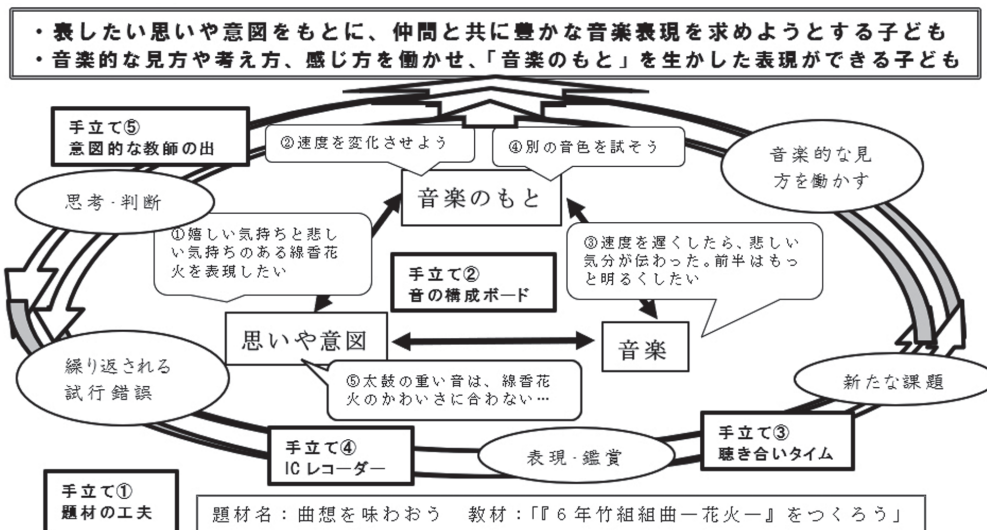 ・表したい思いや意図をもとに、仲間と共に豊かな音楽表現を求めようとする子ども
・音楽的な見方や考え方、感じ方を働かせ、「音楽のもと」を生かした表現ができる子ども
手立て⑤
意図的な教師の出
②速度を変化させよう
④別の音色を試そう
音楽的な見
方を働かす
思考・判断
音楽のもと
①嬉しい気持ちと悲し
い気持ちのある線香花
火を表現したい
③速度を遅くしたら、悲しい
気分が伝わった。前半はもっ
と明るくしたい
手立て②
音の構成ボード
思いや意図
音楽
繰り返される
試行錯誤
⑤太鼓の重い音は、線香花
火のかわいさに合わない…
新たな課題
手立て④
ICレコーダー
表現・鑑賞
手立て③
聴き合いタイム
手立て①
題材の工夫
題材名：曲想を味わおう　教材：「『６年竹組組曲―花火―』をつくろう」